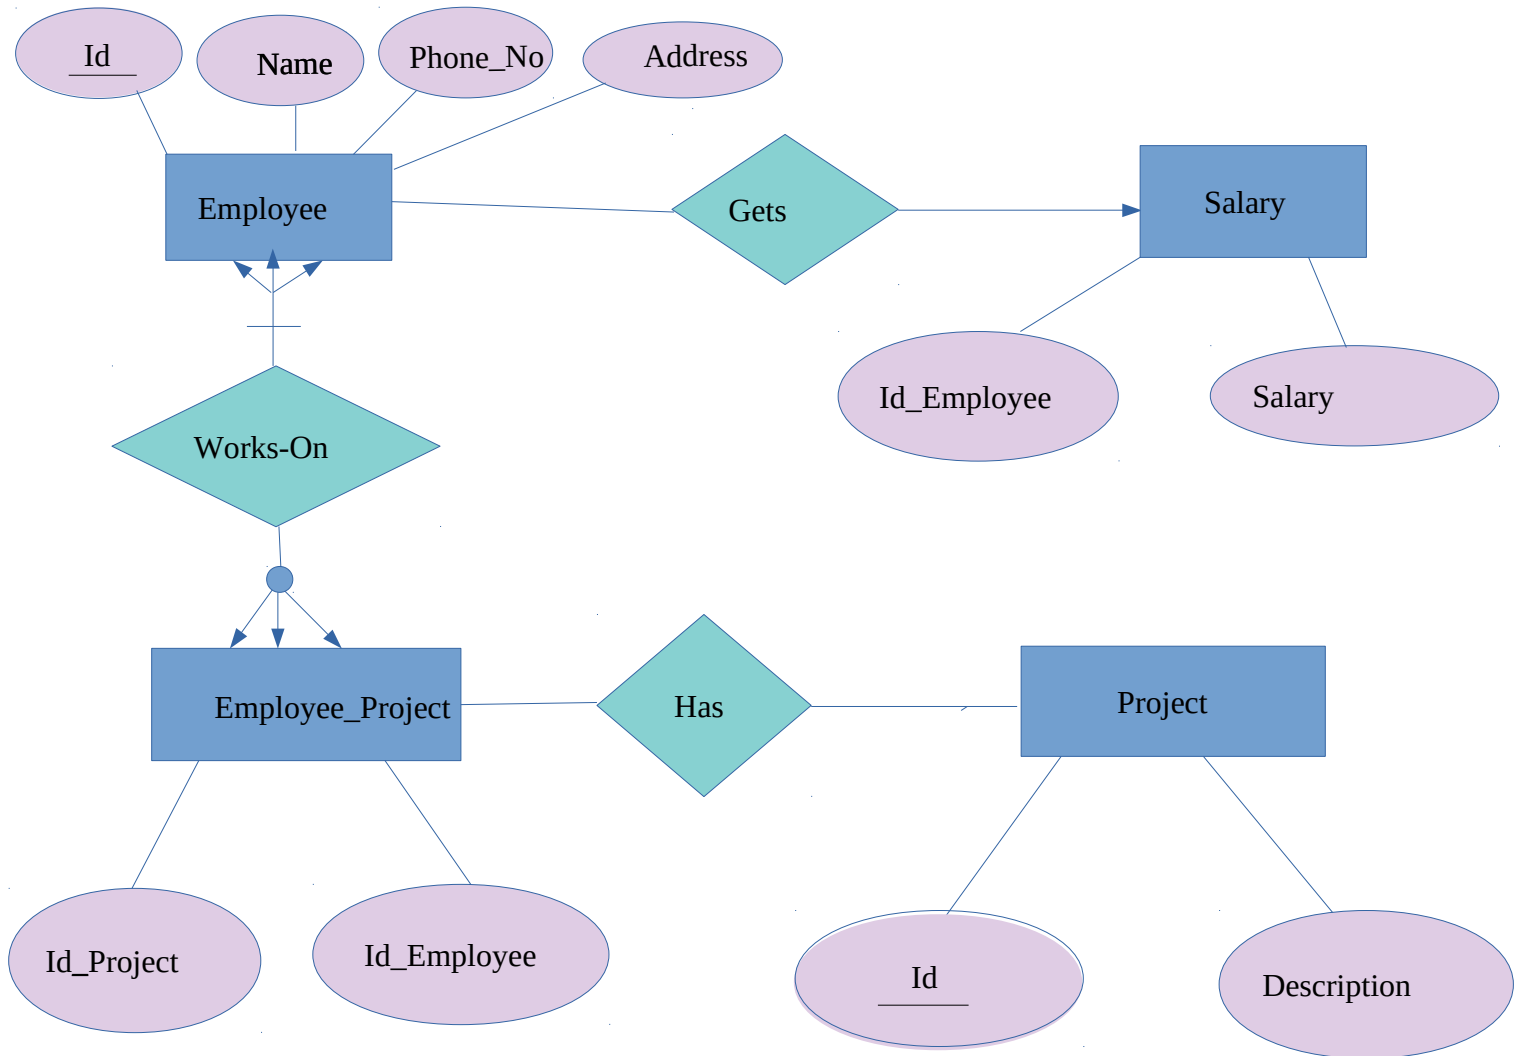 Id
Name
Phone_No
Address
Employee
Gets
Salary
Id_Employee
Salary
Works-On
Employee_Project
Has
Project
Id_Project
Id_Employee
Id
Description